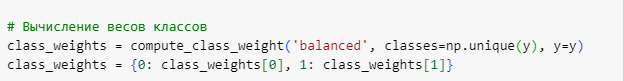 # Вычисление весов классов
class_weights = compute_class_weight('balanced', classes=np.unique(y), y=y)
class_weights = {0: class_weights[0], 1: class_weights[1]}